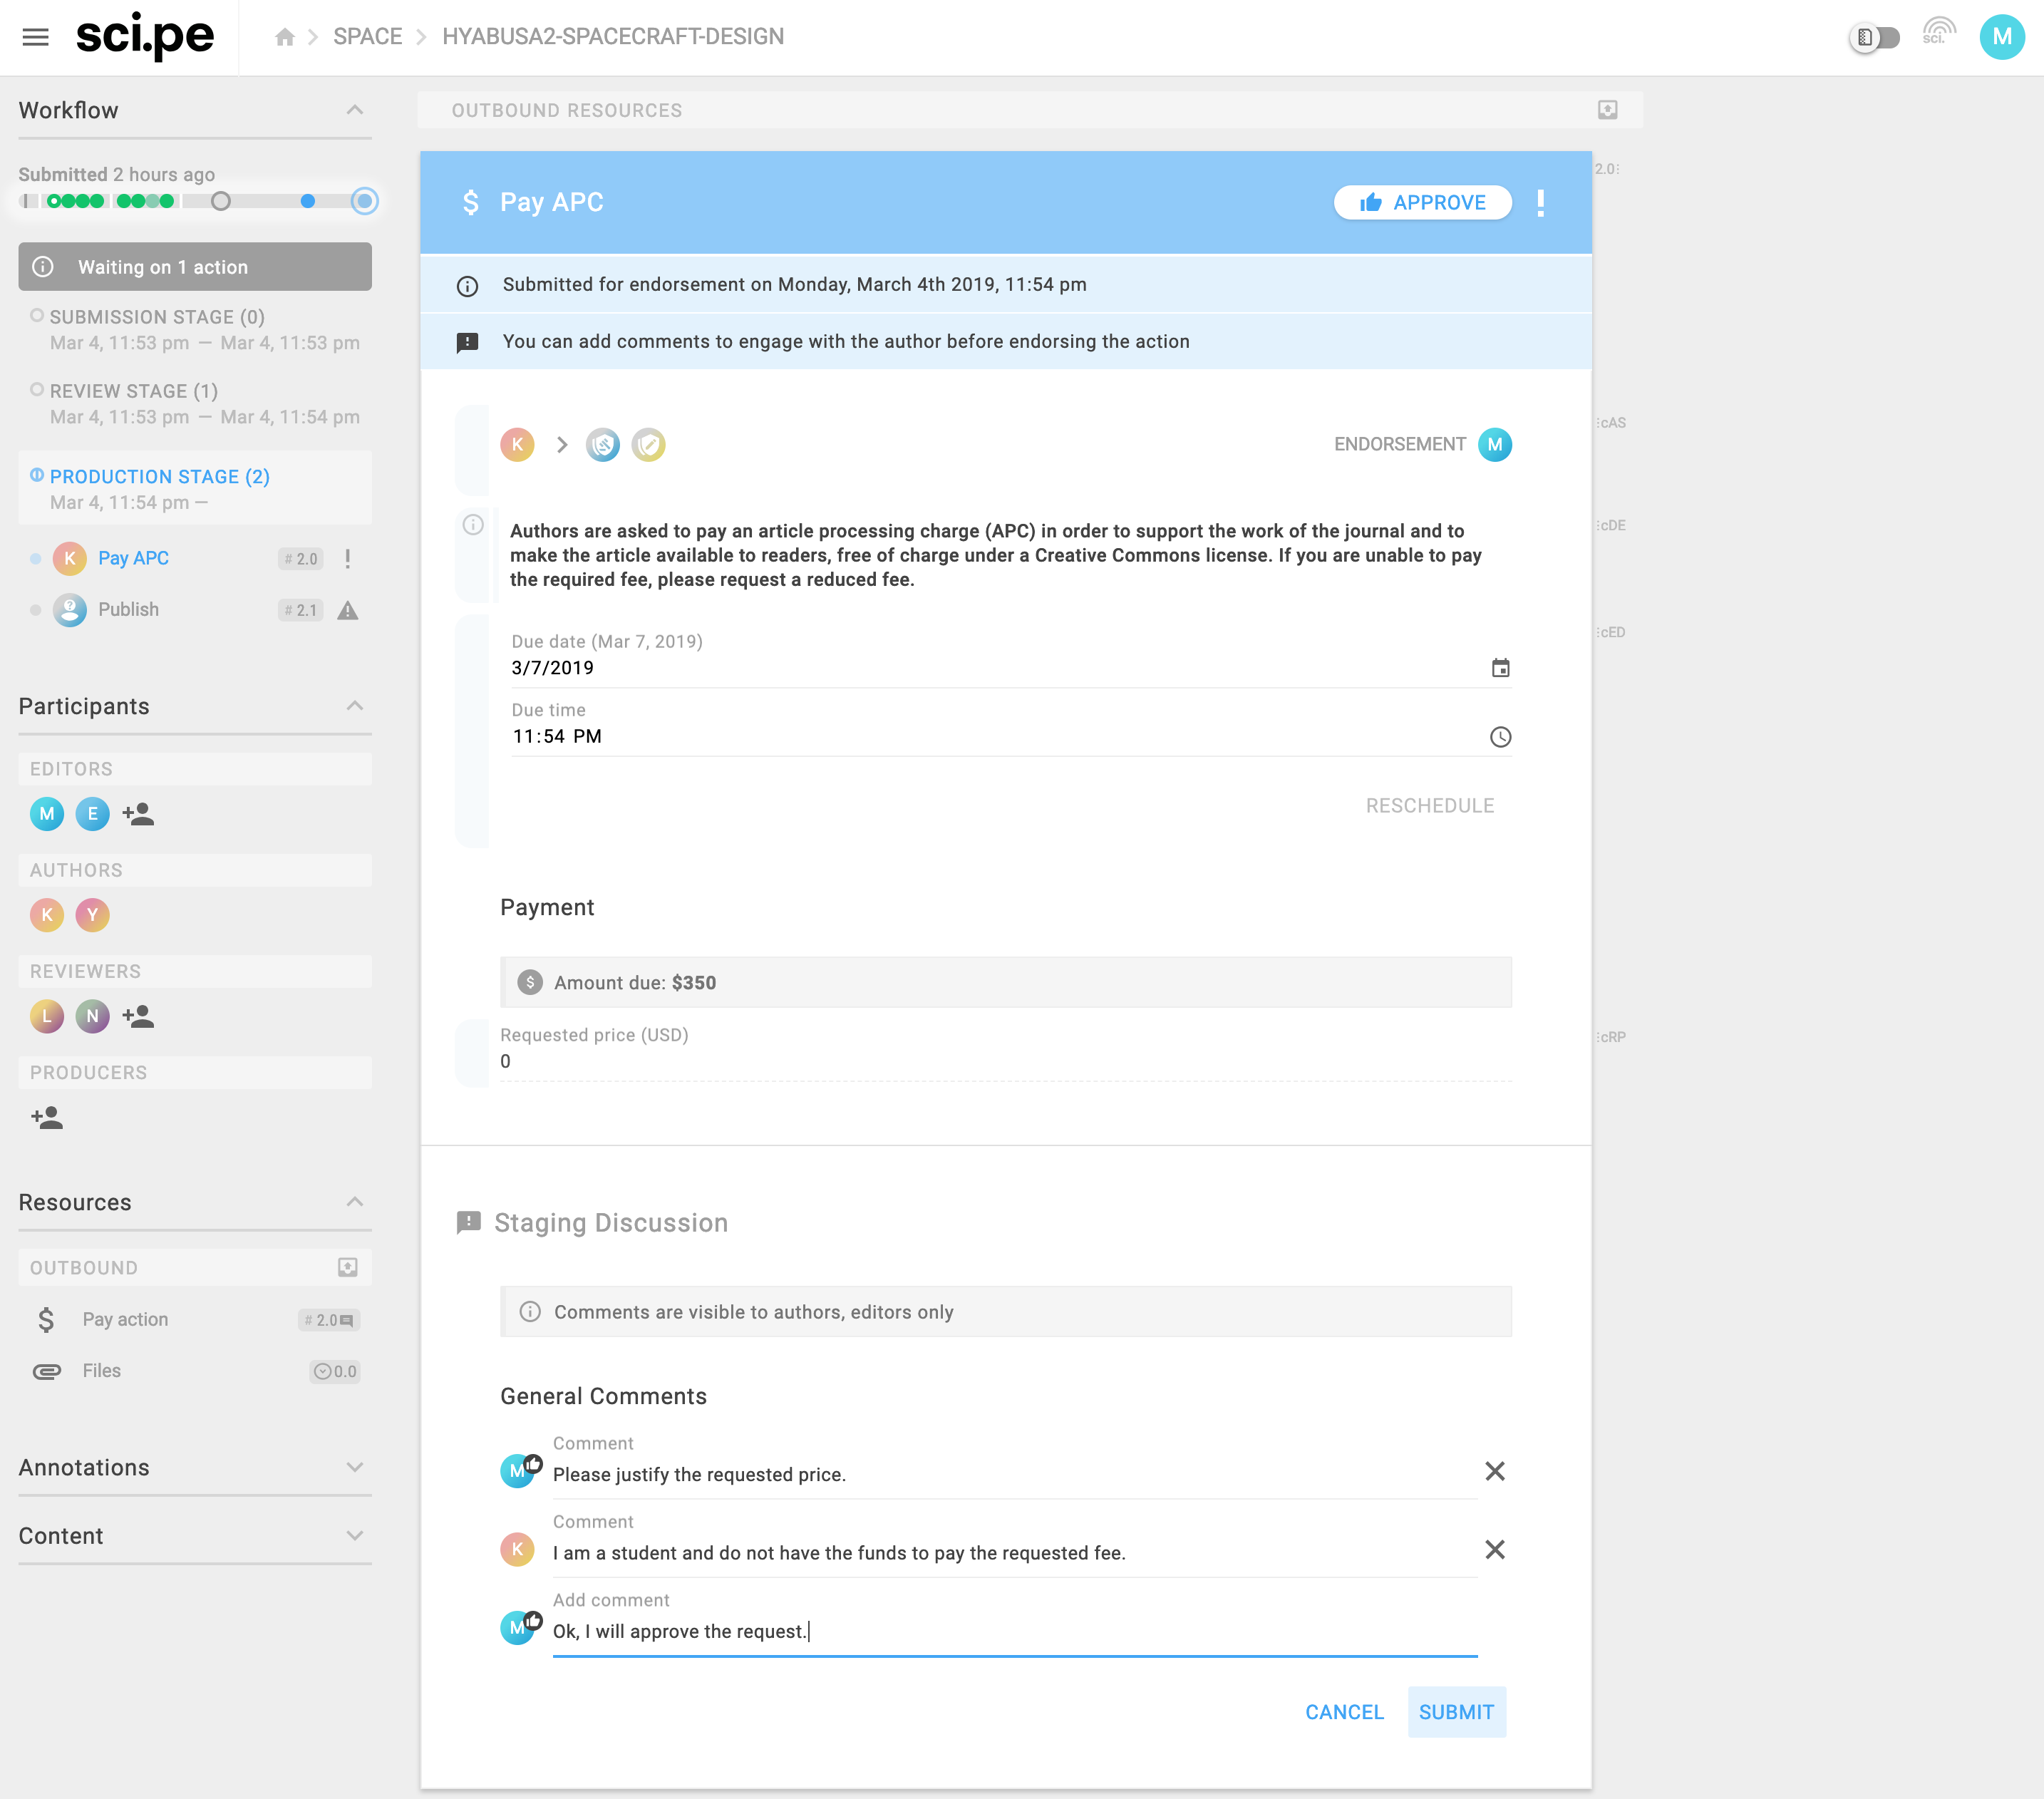 sci.pe
SPACE
HYABUSA2-SPACECRAFT-DESIGN
sci.
M
Workflow
Submitted 2 hours ago
Waiting on 1 action
SUBMISSION STAGE (0)
Mar 4, 11:53 pm — Mar 4, 11:53 pm
REVIEW STAGE (1)
Mar 4, 11:53 pm — Mar 4, 11:54 pm
PRODUCTION STAGE (2)
Mar 4, 11:54 pm —
K Pay APC # 2.0 !
? Publish # 2.1
Participants
EDITORS
M E
AUTHORS
K Y
REVIEWERS
L N
PRODUCERS
Resources
OUTBOUND
$ Pay action # 2.0
Files 0.0
Annotations
Content
OUTBOUND RESOURCES
2.0
$ Pay APC
APPROVE
Submitted for endorsement on Monday, March 4th 2019, 11:54 pm
You can add comments to engage with the author before endorsing the action
K
ENDORSEMENT M
cAS
Authors are asked to pay an article processing charge (APC) in order to support the work of the journal and to
make the article available to readers, free of charge under a Creative Commons license. If you are unable to pay
the required fee, please request a reduced fee.
cDE
Due date (Mar 7, 2019)
3/7/2019
cED
Due time
11:54 PM
RESCHEDULE
Payment
$ Amount due: $350
Requested price (USD)
0
cRP
Staging Discussion
Comments are visible to authors, editors only
General Comments
Comment
M Please justify the requested price.
Comment
K I am a student and do not have the funds to pay the requested fee.
Add comment
M Ok, I will approve the request.
CANCEL
SUBMIT